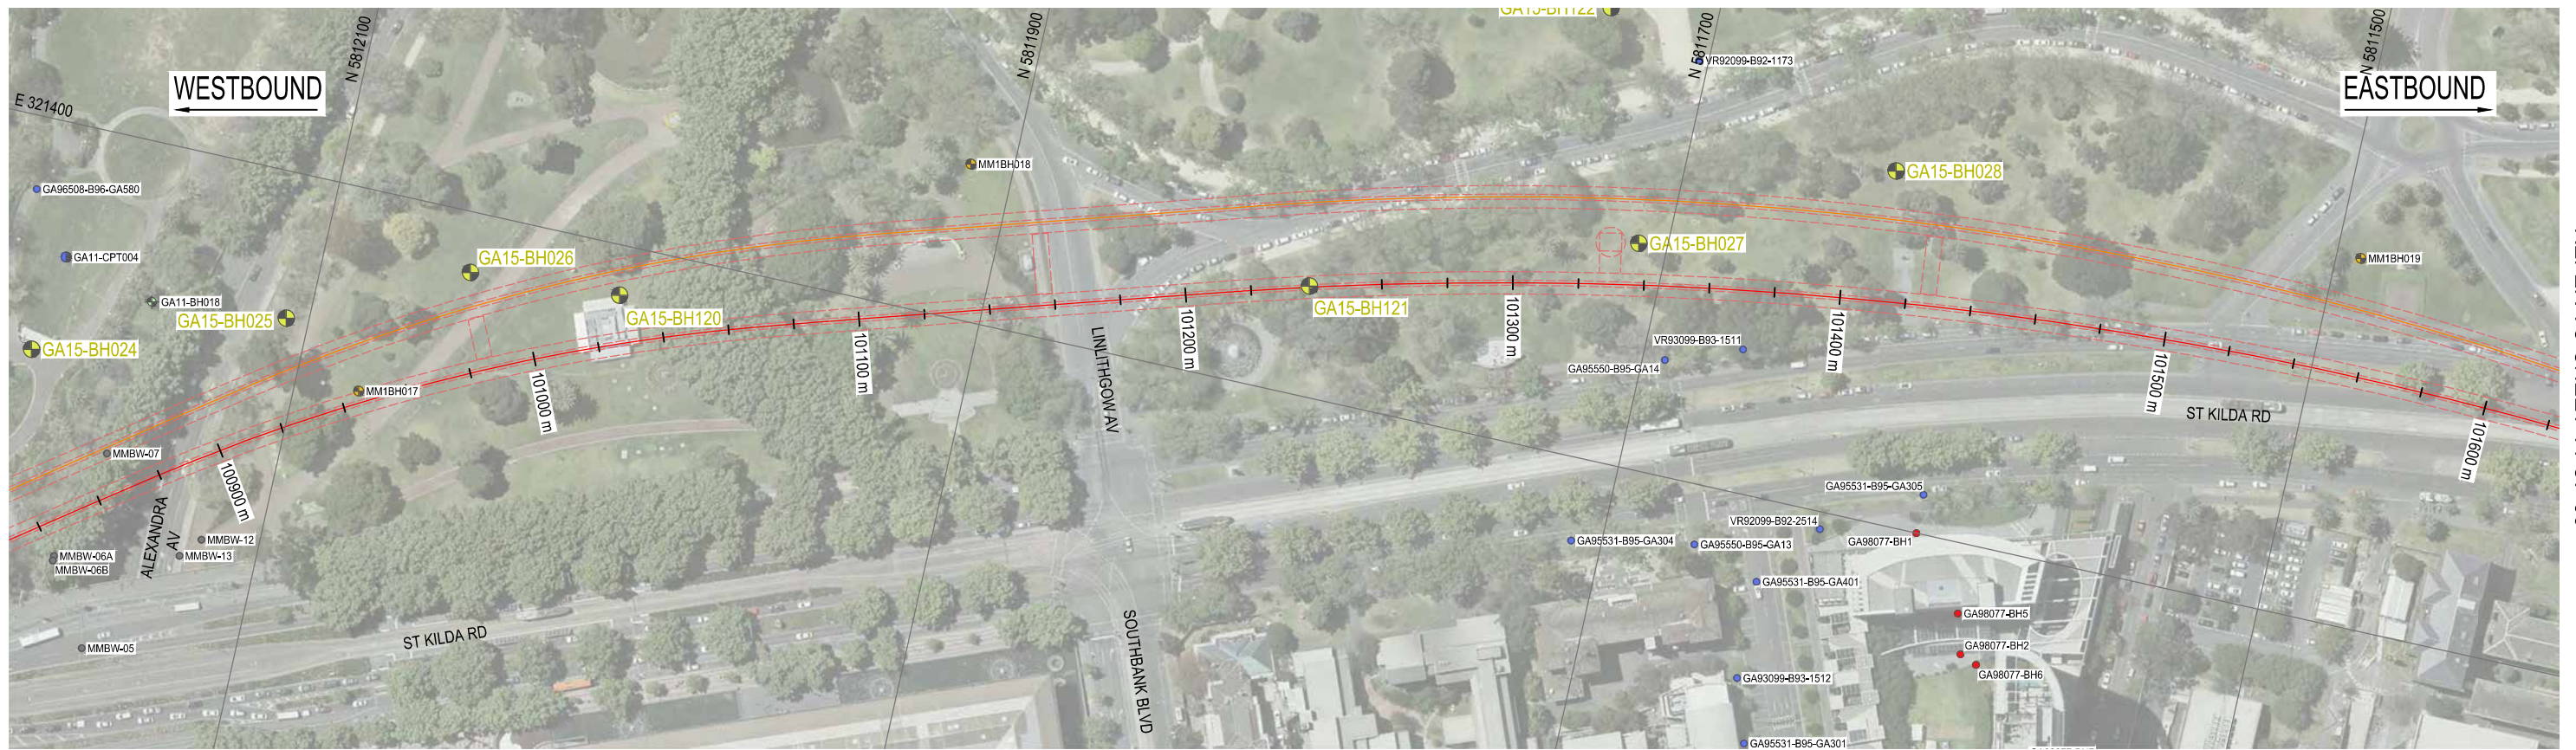 GA15-BH122
N 5812100
N 5811900
N 5811700
N 5811500
VR92099-B92-1173
WESTBOUND
EASTBOUND
E 321400
MM1BH018
GA15-BH028
GA96508-B96-GA580
GA15-BH027
GA11-CPT004
GA15-BH026
MM1BH019
GA11-BH018
GA15-BH025
GA15-BH120
GA15-BH121
GA15-BH024
VR93099-B93-1511
GA95550-B95-GA14
MM1BH017
101000 m
101100 m
LINLITHGOW AV
101200 m
101300 m
101400 m
101500 m
ST KILDA RD
101600 m
MMBW-07
100900 m
GA95531-B95-GA305
ALEXANDRA
AV
VR92099-B92-2514
MMBW-12
GA95531-B95-GA304
GA95550-B95-GA13
GA98077-BH1
MMBW-06A
MMBW-13
MMBW-06B
GA95531-B95-GA401
GA98077-BH5
ST KILDA RD
MMBW-05
SOUTHBANK BLVD
GA98077-BH2
GA98077-BH6
GA93099-B93-1512
GA95531-B95-GA301